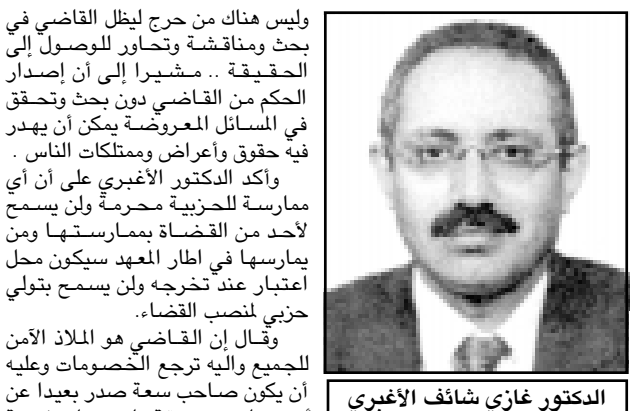 وليس هناك من حرج ليظل القاضي في
بحث ومناقشة وتحاور للوصول إلى
الحقيقة .. مشيرا إلى أن إصدار
الحكم من القاضي دون بحث وتحقق
في المسائل المعروضة يمكن أن يهدر
فيه حقوق وأعراض وممتلكات الناس .
وأكد الدكتور الأغبري على أن أي
ممارسة للحزبية محرمة ولن يسمح
لأحد من القضاة بممارستها ومن
يمارسها في اطار المعهد سيكون محل
اعتبار عند تخرجه ولن يسمح بتولي
حزبي لمنصب القضاء.
وقال إن القاضي هو الملاذ الآمن
للجميع واليه ترجع الخصومات وعليه
أن يكون صاحب سعة صدر بعيدا عن
الدكتور غازي شائف الأغبري